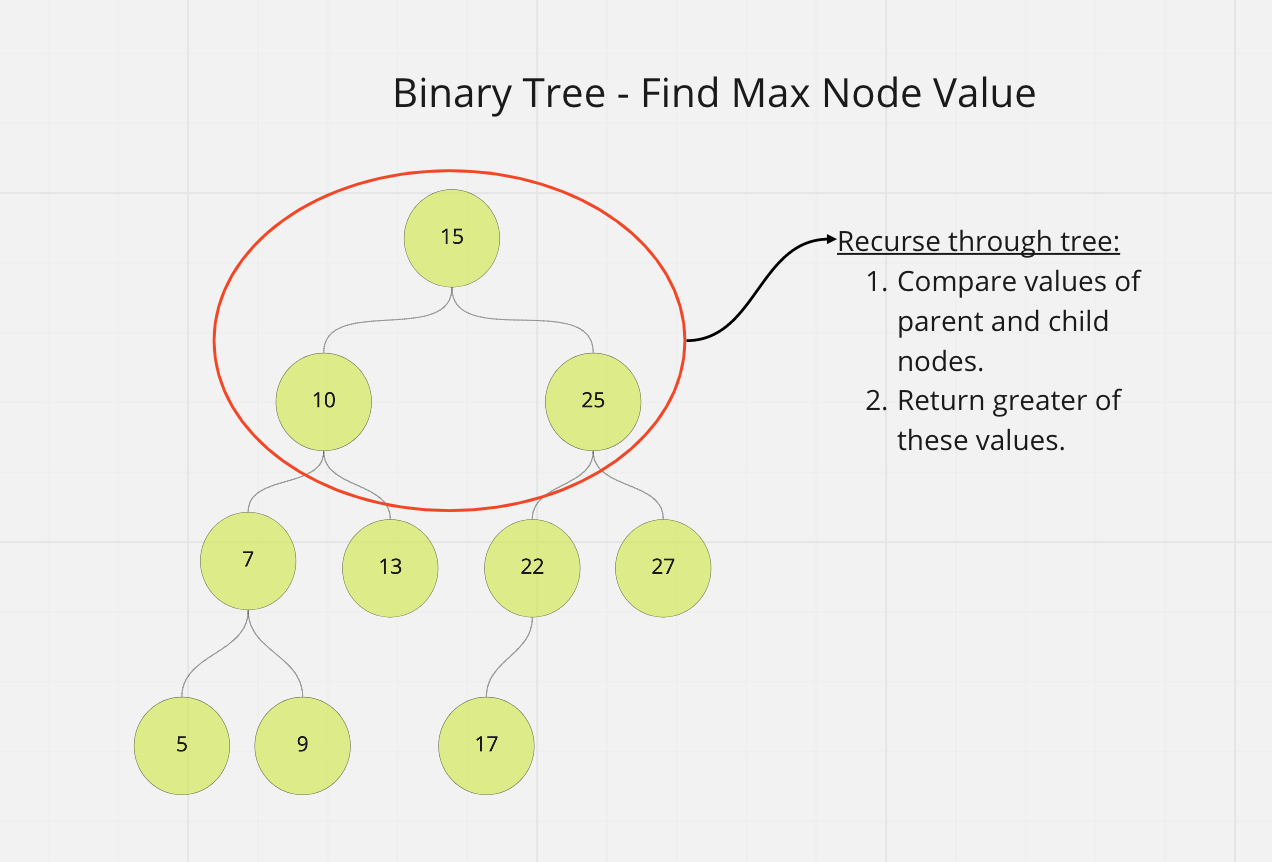 Binary Tree - Find Max Node Value
15
Recurse through tree:
1. Compare values of
parent and child
nodes.
2. Return greater of
these values.
10
25
7
13
22
27
5
9
17